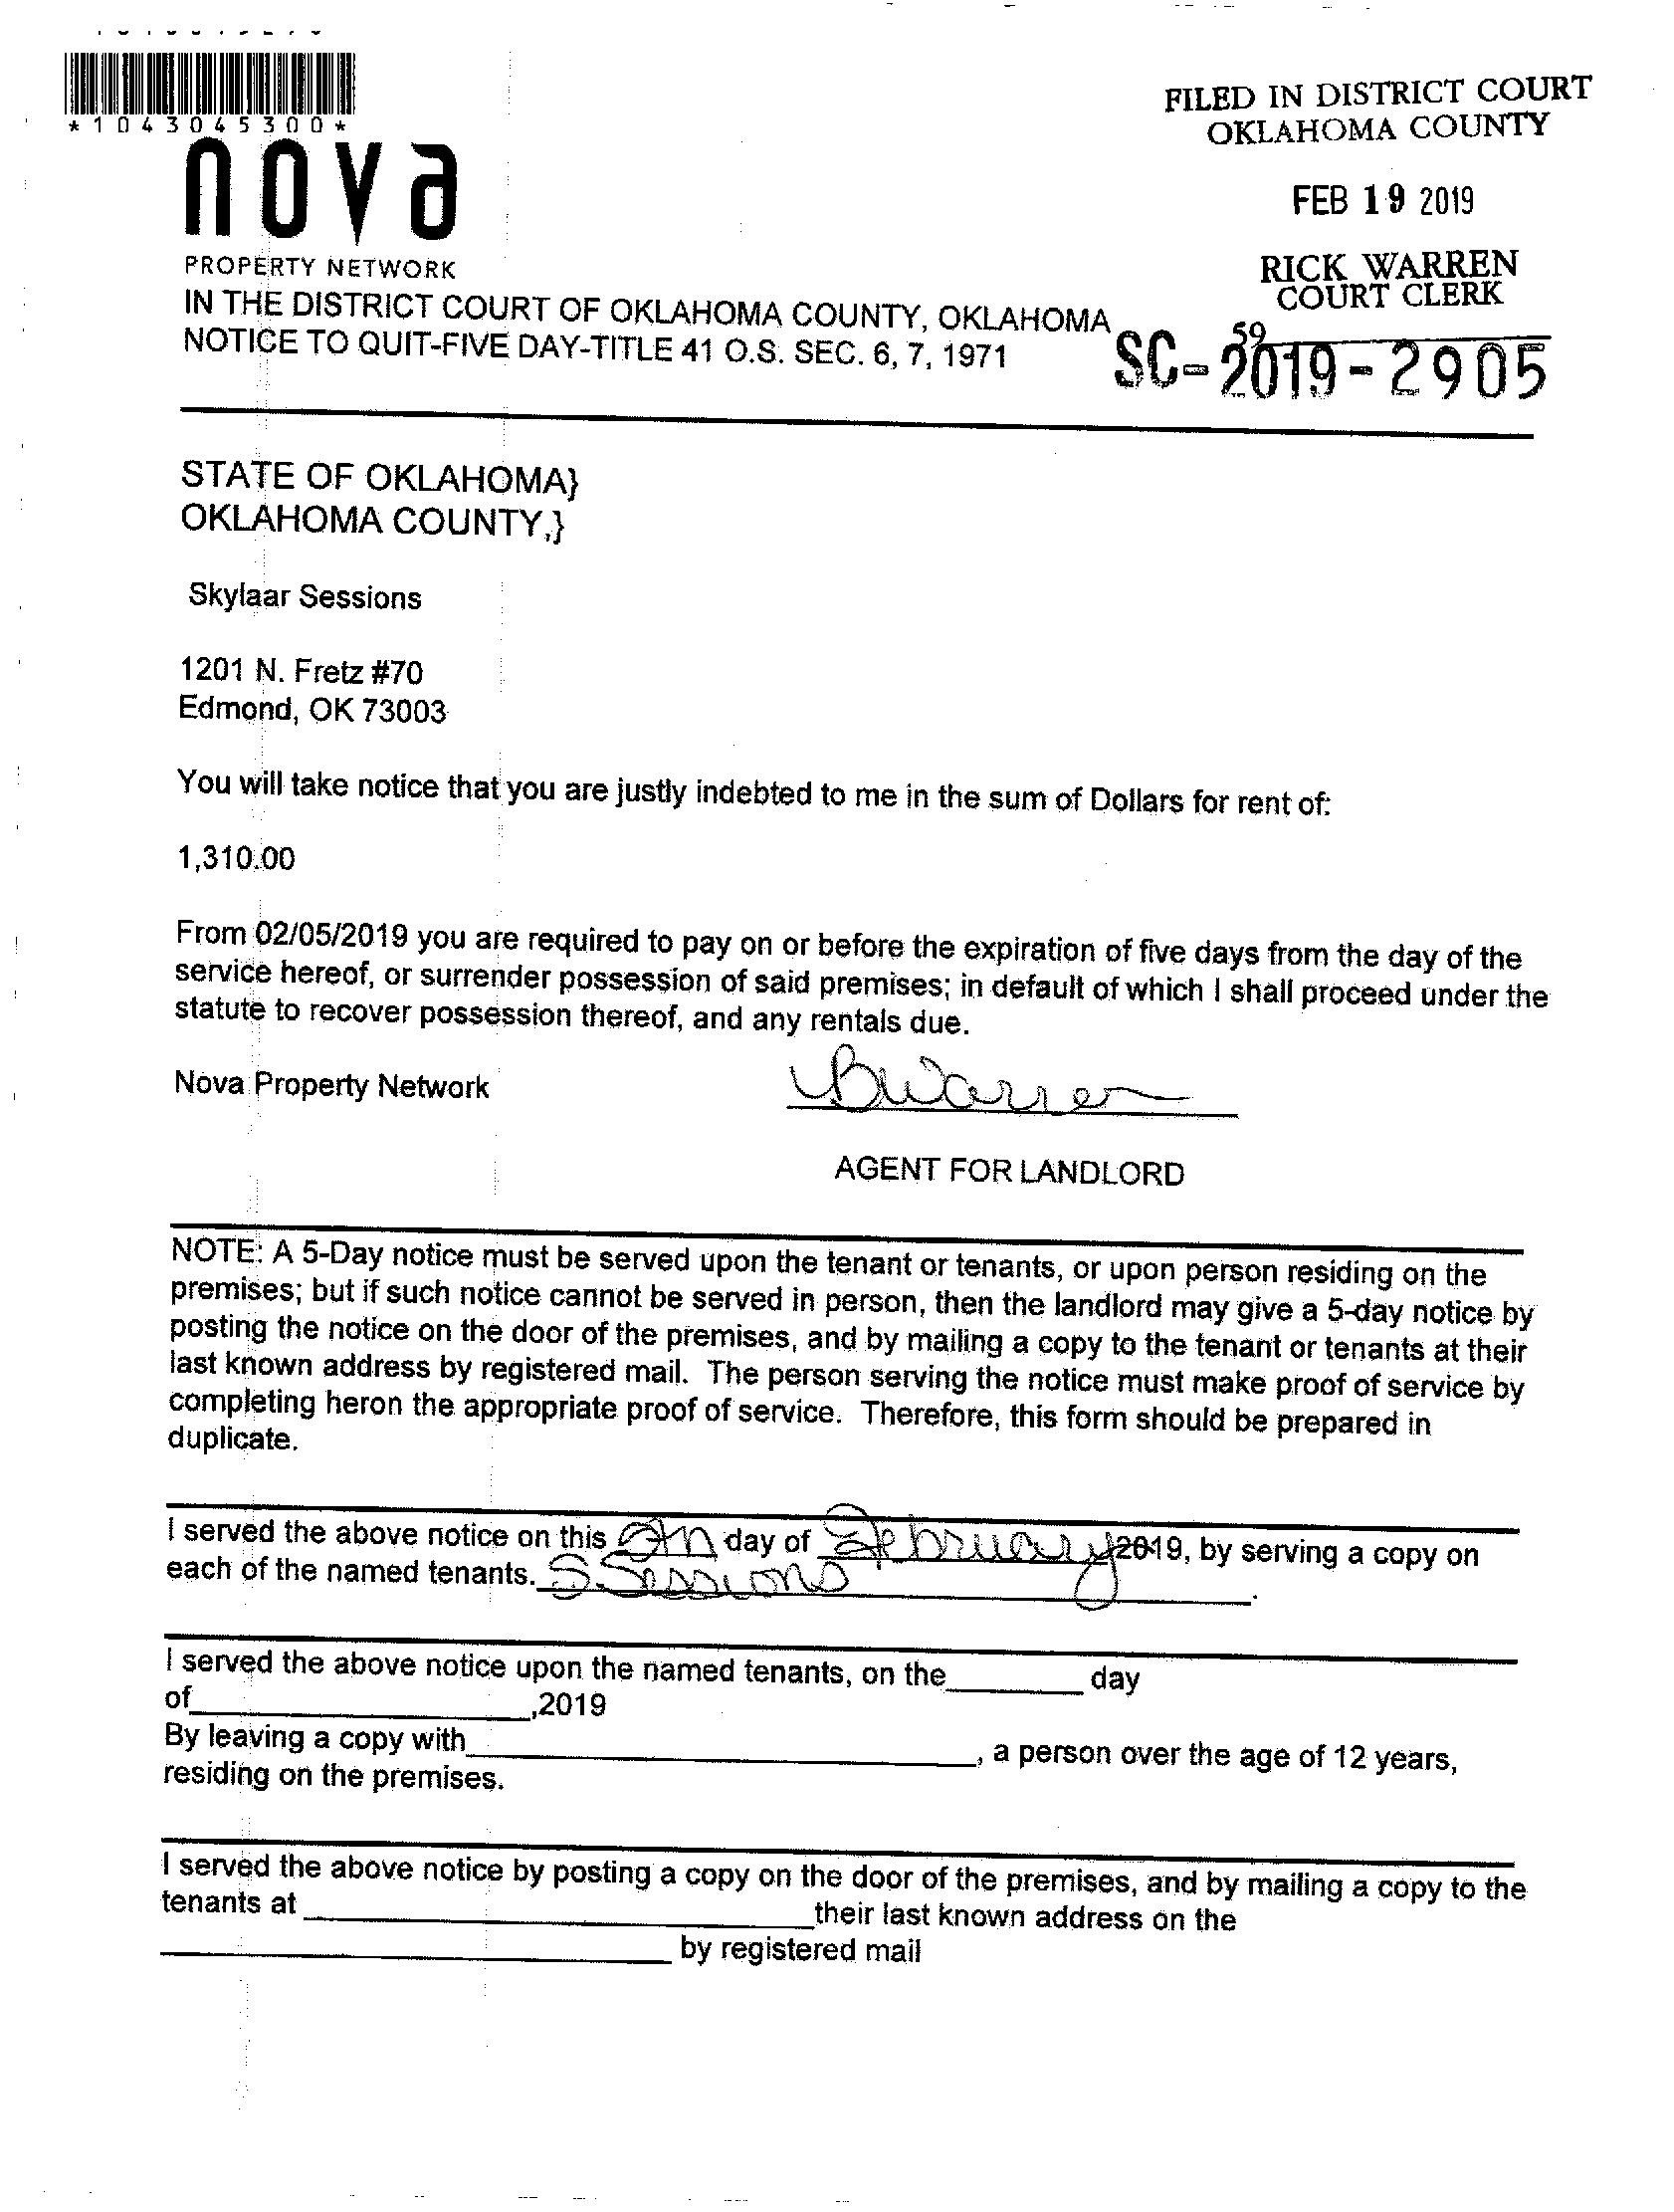 *1043045300*
FILED IN DISTRICT COURT
OKLAHOMA COUNTY
FEB 19 2019
RICK WARREN
COURT CLERK
59
SC-2019-2905
nova
PROPERTY NETWORK
IN THE DISTRICT COURT OF OKLAHOMA COUNTY, OKLAHOMA
NOTICE TO QUIT-FIVE DAY-TITLE 41 O.S. SEC. 6, 7, 1971
STATE OF OKLAHOMA}
OKLAHOMA COUNTY,}
Skylaar Sessions
1201 N. Fretz #70
Edmond, OK 73003
You will take notice that you are justly indebted to me in the sum of Dollars for rent of:
1,310.00
From 02/05/2019 you are required to pay on or before the expiration of five days from the day of the
service hereof, or surrender possession of said premises; in default of which I shall proceed under the
statute to recover possession thereof, and any rentals due.
Nova Property Network BWarren
AGENT FOR LANDLORD
NOTE: A 5-Day notice must be served upon the tenant or tenants, or upon person residing on the
premises; but if such notice cannot be served in person, then the landlord may give a 5-day notice by
posting the notice on the door of the premises, and by mailing a copy to the tenant or tenants at their
last known address by registered mail. The person serving the notice must make proof of service by
completing heron the appropriate proof of service. Therefore, this form should be prepared in
duplicate.
I served the above notice on this day of February 2019, by serving a copy on
each of the named tenants. S. Sessions.
I served the above notice upon the named tenants, on the________ day
of____________________,2019
By leaving a copy with______________________________, a person over the age of 12 years,
residing on the premises.
I served the above notice by posting a copy on the door of the premises, and by mailing a copy to the
tenants at ______________________________their last known address on the
______________________________ by registered mail